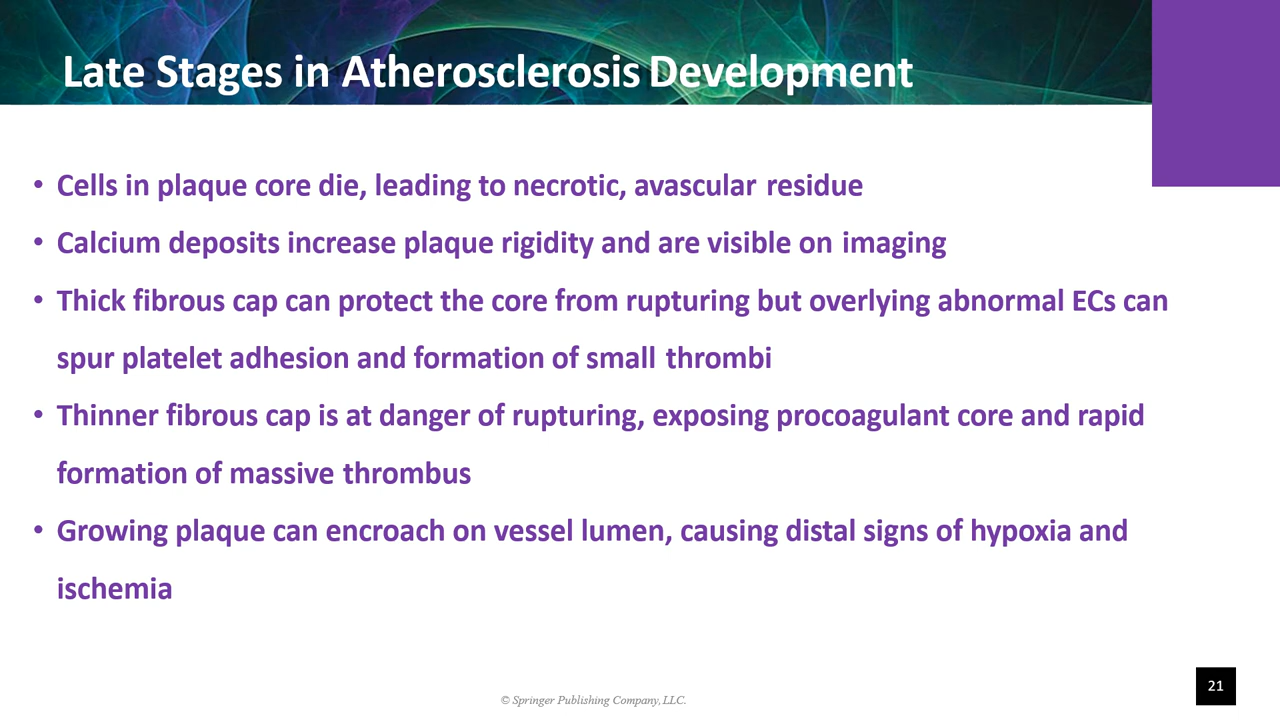 Late Stages in Atherosclerosis Development
• Cells in plaque core die, leading to necrotic, avascular residue
• Calcium deposits increase plaque rigidity and are visible on imaging
• Thick fibrous cap can protect the core from rupturing but overlying abnormal ECs can
spur platelet adhesion and formation of small thrombi
• Thinner fibrous cap is at danger of rupturing, exposing procoagulant core and rapid
formation of massive thrombus
• Growing plaque can encroach on vessel lumen, causing distal signs of hypoxia and
ischemia
© Springer Publishing Company, LLC.
21